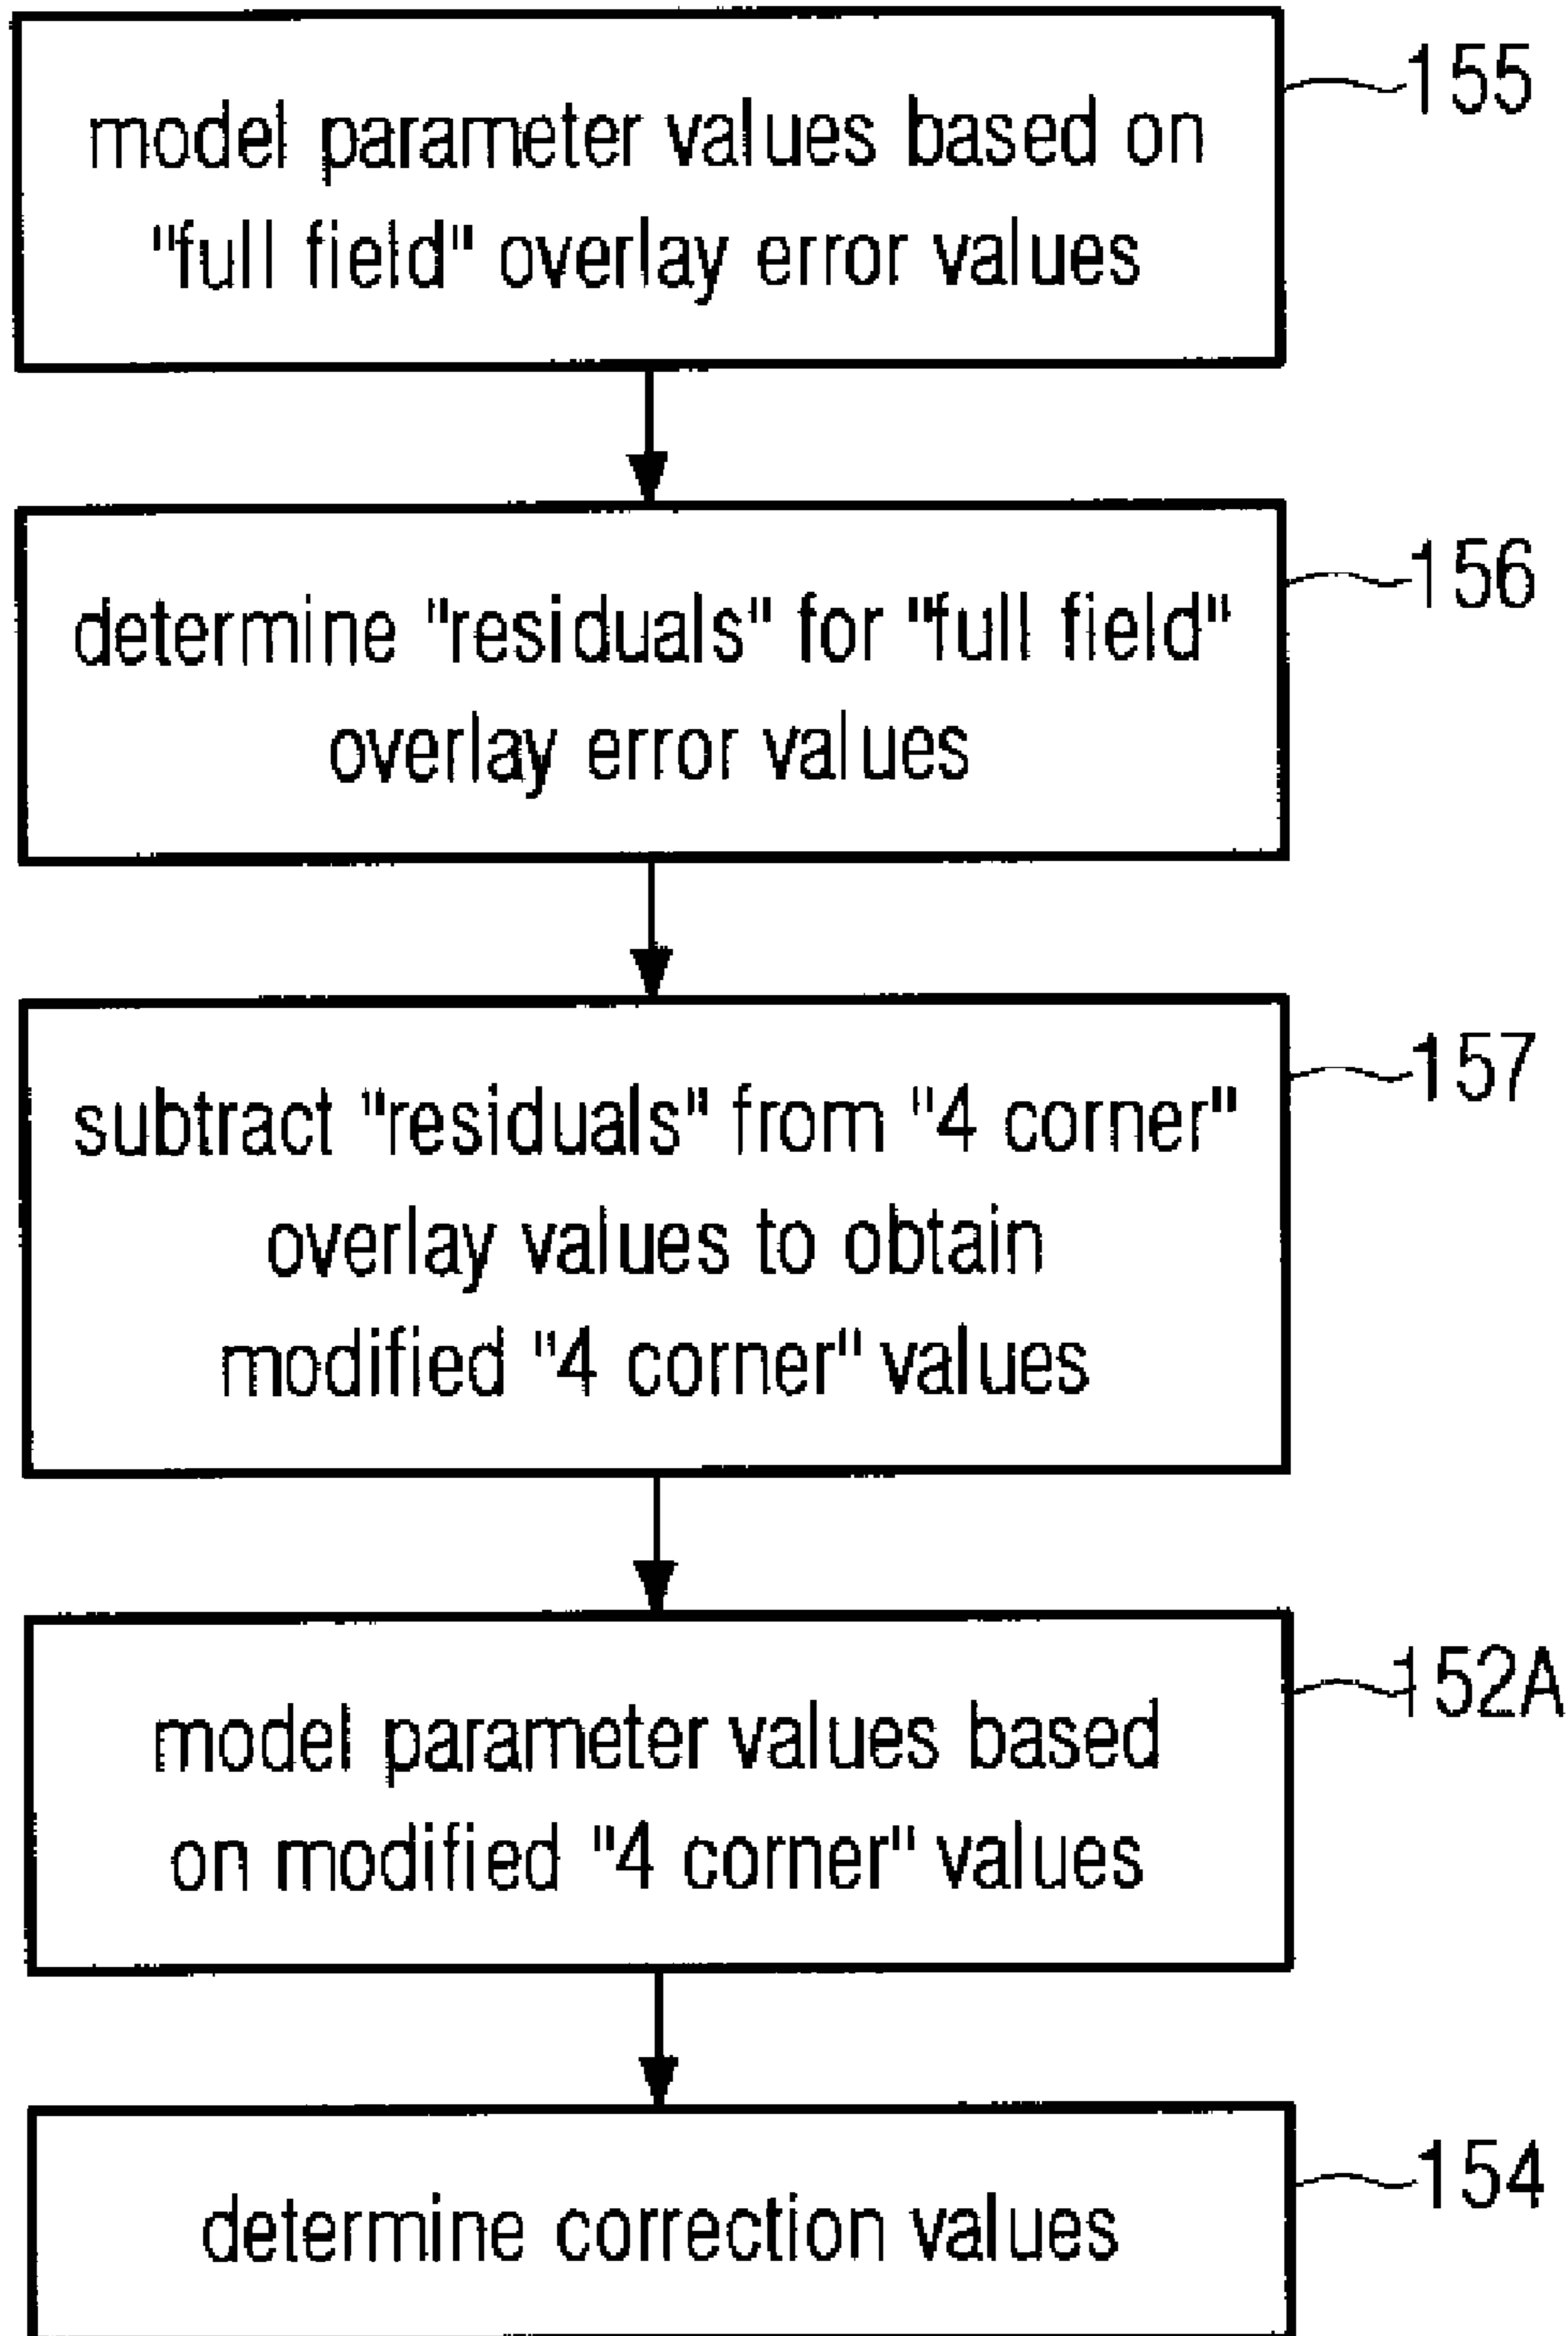 model parameter values based on
"full field" overlay error values
155
determine "residuals" for "full field"
overlay error values
156
subtract "residuals" from "4 corner"
overlay values to obtain
modified "4 corner" values
157
model parameter values based
on modified "4 corner" values
152A
determine correction values
154